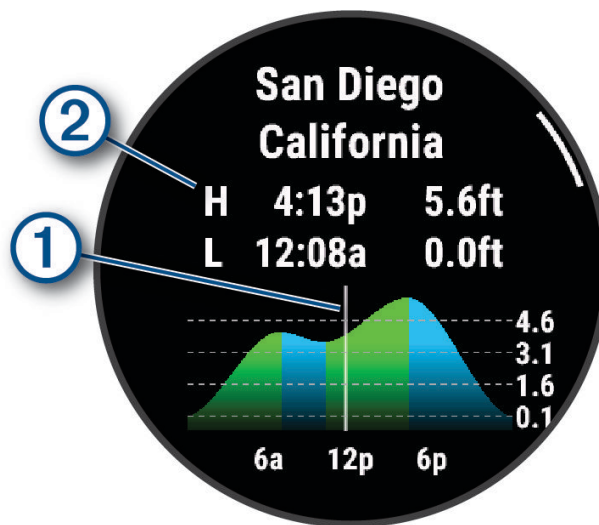 San Diego
California
2
H 4:13p 5.6ft
L 12:08a 0.0ft
1
4.6
3.1
1.6
0.1
6a 12p 6p